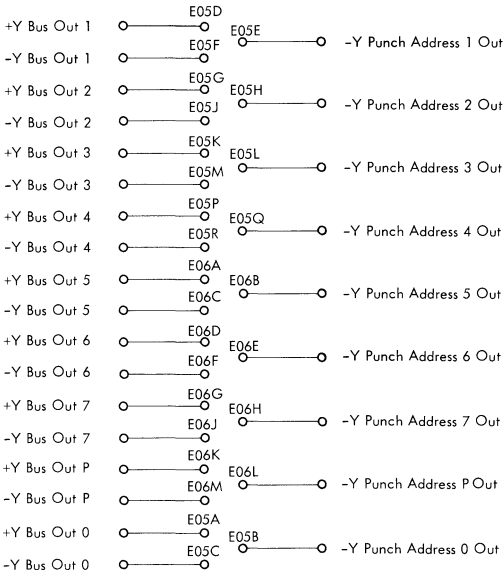 E05D
+Y Bus Out 1
E05E
-Y Punch Address 1 Out
E05F
-Y Bus Out 1
E05G
+Y Bus Out 2
E05H
-Y Punch Address 2 Out
E05J
-Y Bus Out 2
E05K
+Y Bus Out 3
E05L
-Y Punch Address 3 Out
E05M
-Y Bus Out 3
E05P
+Y Bus Out 4
E05Q
-Y Punch Address 4 Out
E05R
-Y Bus Out 4
E06A
+Y Bus Out 5
E06B
-Y Punch Address 5 Out
E06C
-Y Bus Out 5
E06D
+Y Bus Out 6
E06E
-Y Punch Address 6 Out
E06F
-Y Bus Out 6
E06G
+Y Bus Out 7
E06H
-Y Punch Address 7 Out
E06J
-Y Bus Out 7
E06K
+Y Bus Out P
E06L
-Y Punch Address P Out
E06M
-Y Bus Out P
E05A
+Y Bus Out 0
E05B
-Y Punch Address 0 Out
E05C
-Y Bus Out 0